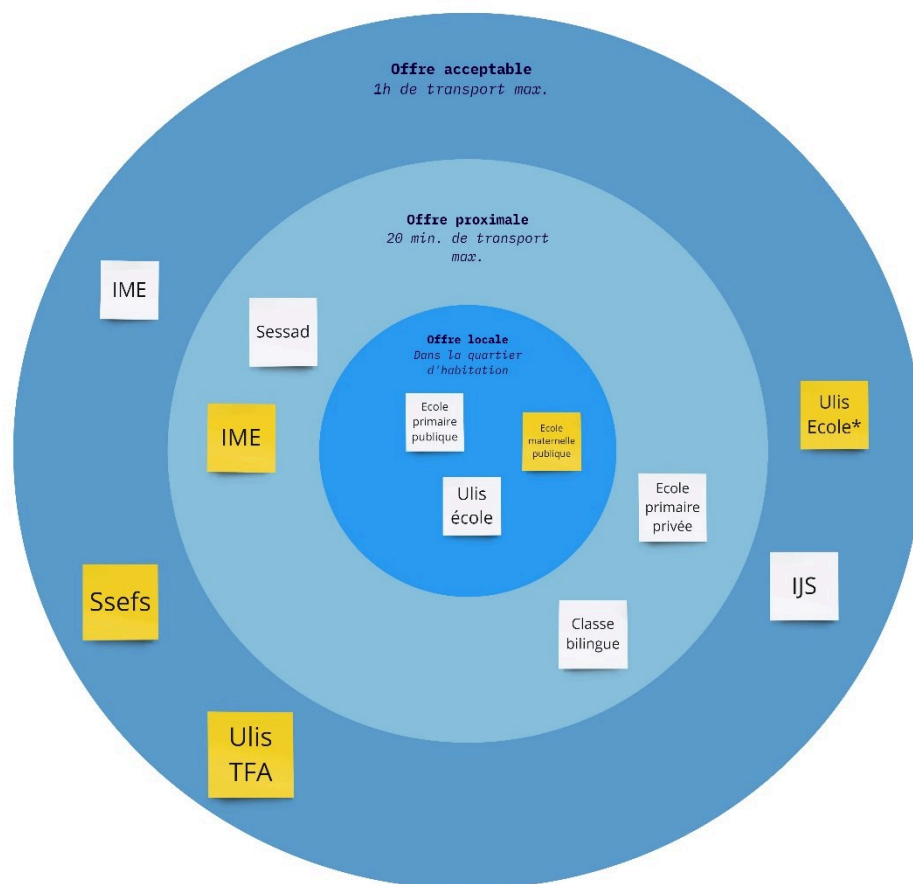 Offre acceptable
1h de transport max.
Offre proximale
20 min. de transport
max.
IME
Sessad
Offre locale
Dans la quartier
d'habitation
Ecole
primaire
publique
Ecole
maternelle
publique
Ulis
Ecole*
IME
Ulis
école
Ecole
primaire
privée
Ssefs
IJS
Classe
bilingue
Ulis
TFA